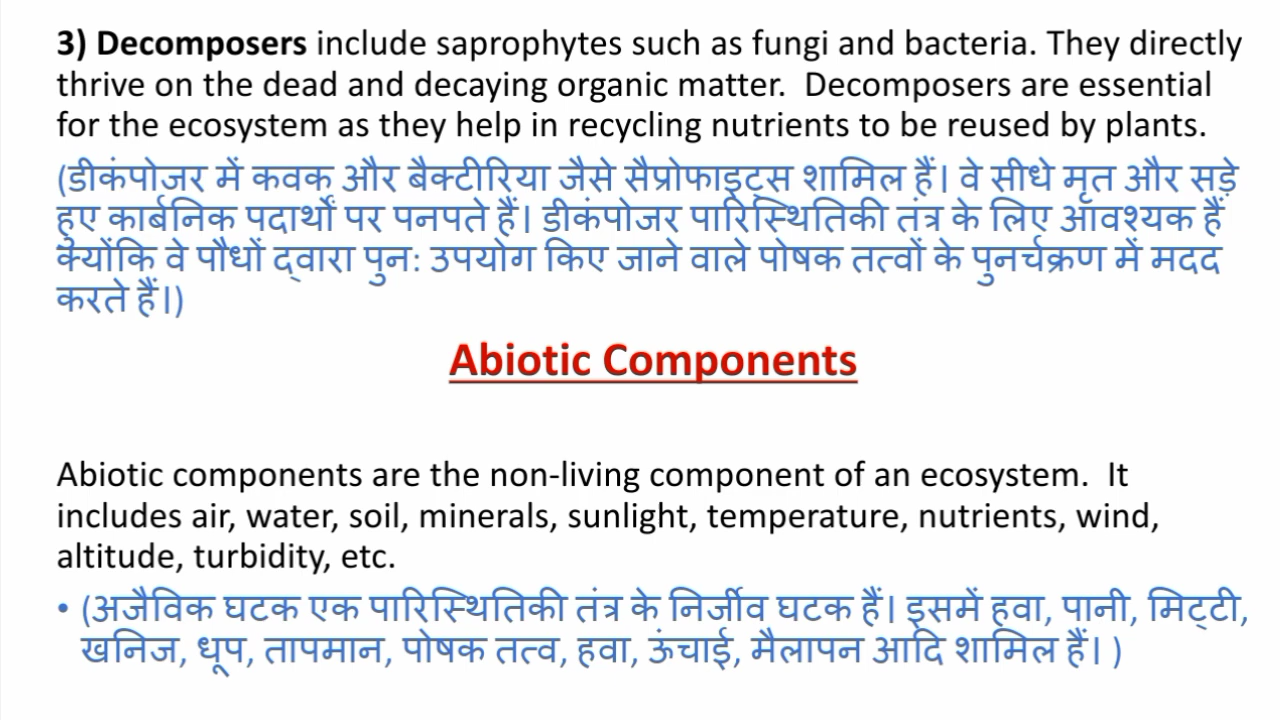 3) Decomposers include saprophytes such as fungi and bacteria. They directly
thrive on the dead and decaying organic matter.  Decomposers are essential
for the ecosystem as they help in recycling nutrients to be reused by plants.
(डीकंपोजर में कवक और बैक्टीरिया जैसे सैप्रोफाइट्स शामिल हैं। वे सीधे मृत और सड़े
हुए कार्बनिक पदार्थों पर पनपते हैं। डीकंपोजर पारिस्थितिकी तंत्र के लिए आवश्यक हैं
क्योंकि वे पौधों द्वारा पुन: उपयोग किए जाने वाले पोषक तत्वों के पुनर्चक्रण में मदद
करते हैं।)
Abiotic Components
Abiotic components are the non-living component of an ecosystem.  It
includes air, water, soil, minerals, sunlight, temperature, nutrients, wind,
altitude, turbidity, etc.
• (अजैविक घटक एक पारिस्थितिकी तंत्र के निर्जीव घटक हैं। इसमें हवा, पानी, मिट्टी,
खनिज, धूप, तापमान, पोषक तत्व, हवा, ऊंचाई, मैलापन आदि शामिल हैं। )